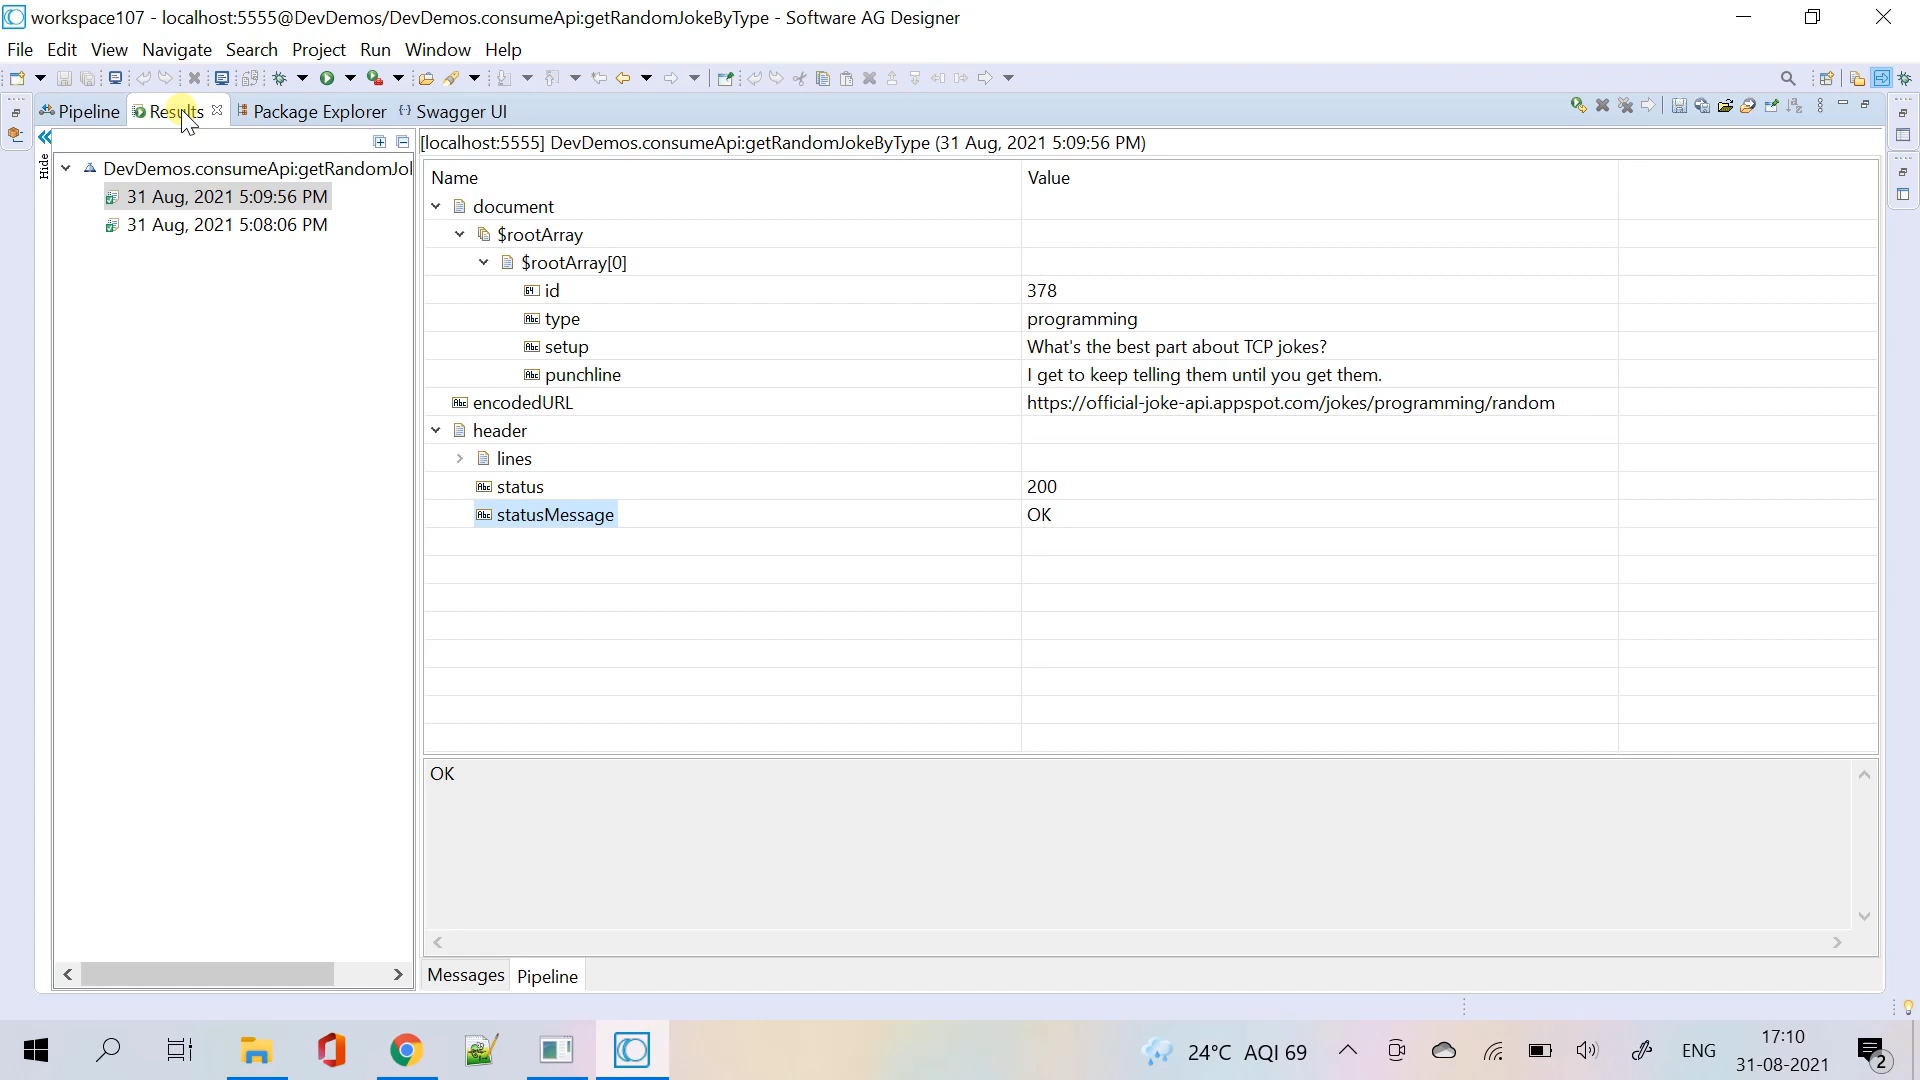 workspace107 - localhost:5555@DevDemos/DevDemos.consumeApi:getRandomJokeByType - Software AG Designer
File Edit View Navigate Search Project Run Window Help
Pipeline Results Package Explorer Swagger UI
Hide
[localhost:5555] DevDemos.consumeApi:getRandomJokeByType (31 Aug, 2021 5:09:56 PM)
DevDemos.consumeApi:getRandomJol
31 Aug, 2021 5:09:56 PM
31 Aug, 2021 5:08:06 PM
Name Value
document
$rootArray
$rootArray[0]
id 378
type programming
setup What's the best part about TCP jokes?
punchline I get to keep telling them until you get them.
encodedURL https://official-joke-api.appspot.com/jokes/programming/random
header
lines
status 200
statusMessage OK
OK
Messages Pipeline
24°C AQI 69
ENG
17:10
31-08-2021
2